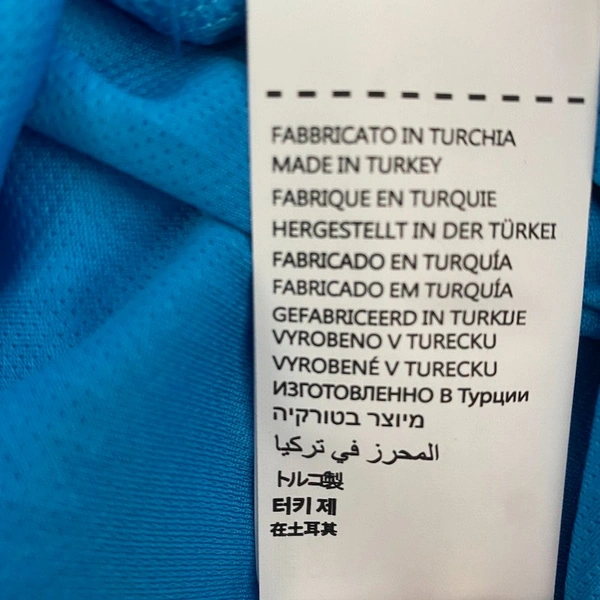 FABBRICATO IN TURCHIA
MADE IN TURKEY
FABRIQUE EN TURQUIE
HERGESTELLT IN DER TÜRKEI
FABRICADO EN TURQUÍA
FABRICADO EM TURQUÍA
GEFABRICEERD IN TURKIJE
VYROBENO V TURECKU
VYROBENÉ V TURECKU
ИЗГОТОВЛЕННО В Турции
מיוצר בטורקיה
المحرز في تركيا
トルコ製
터키 제
在土耳其